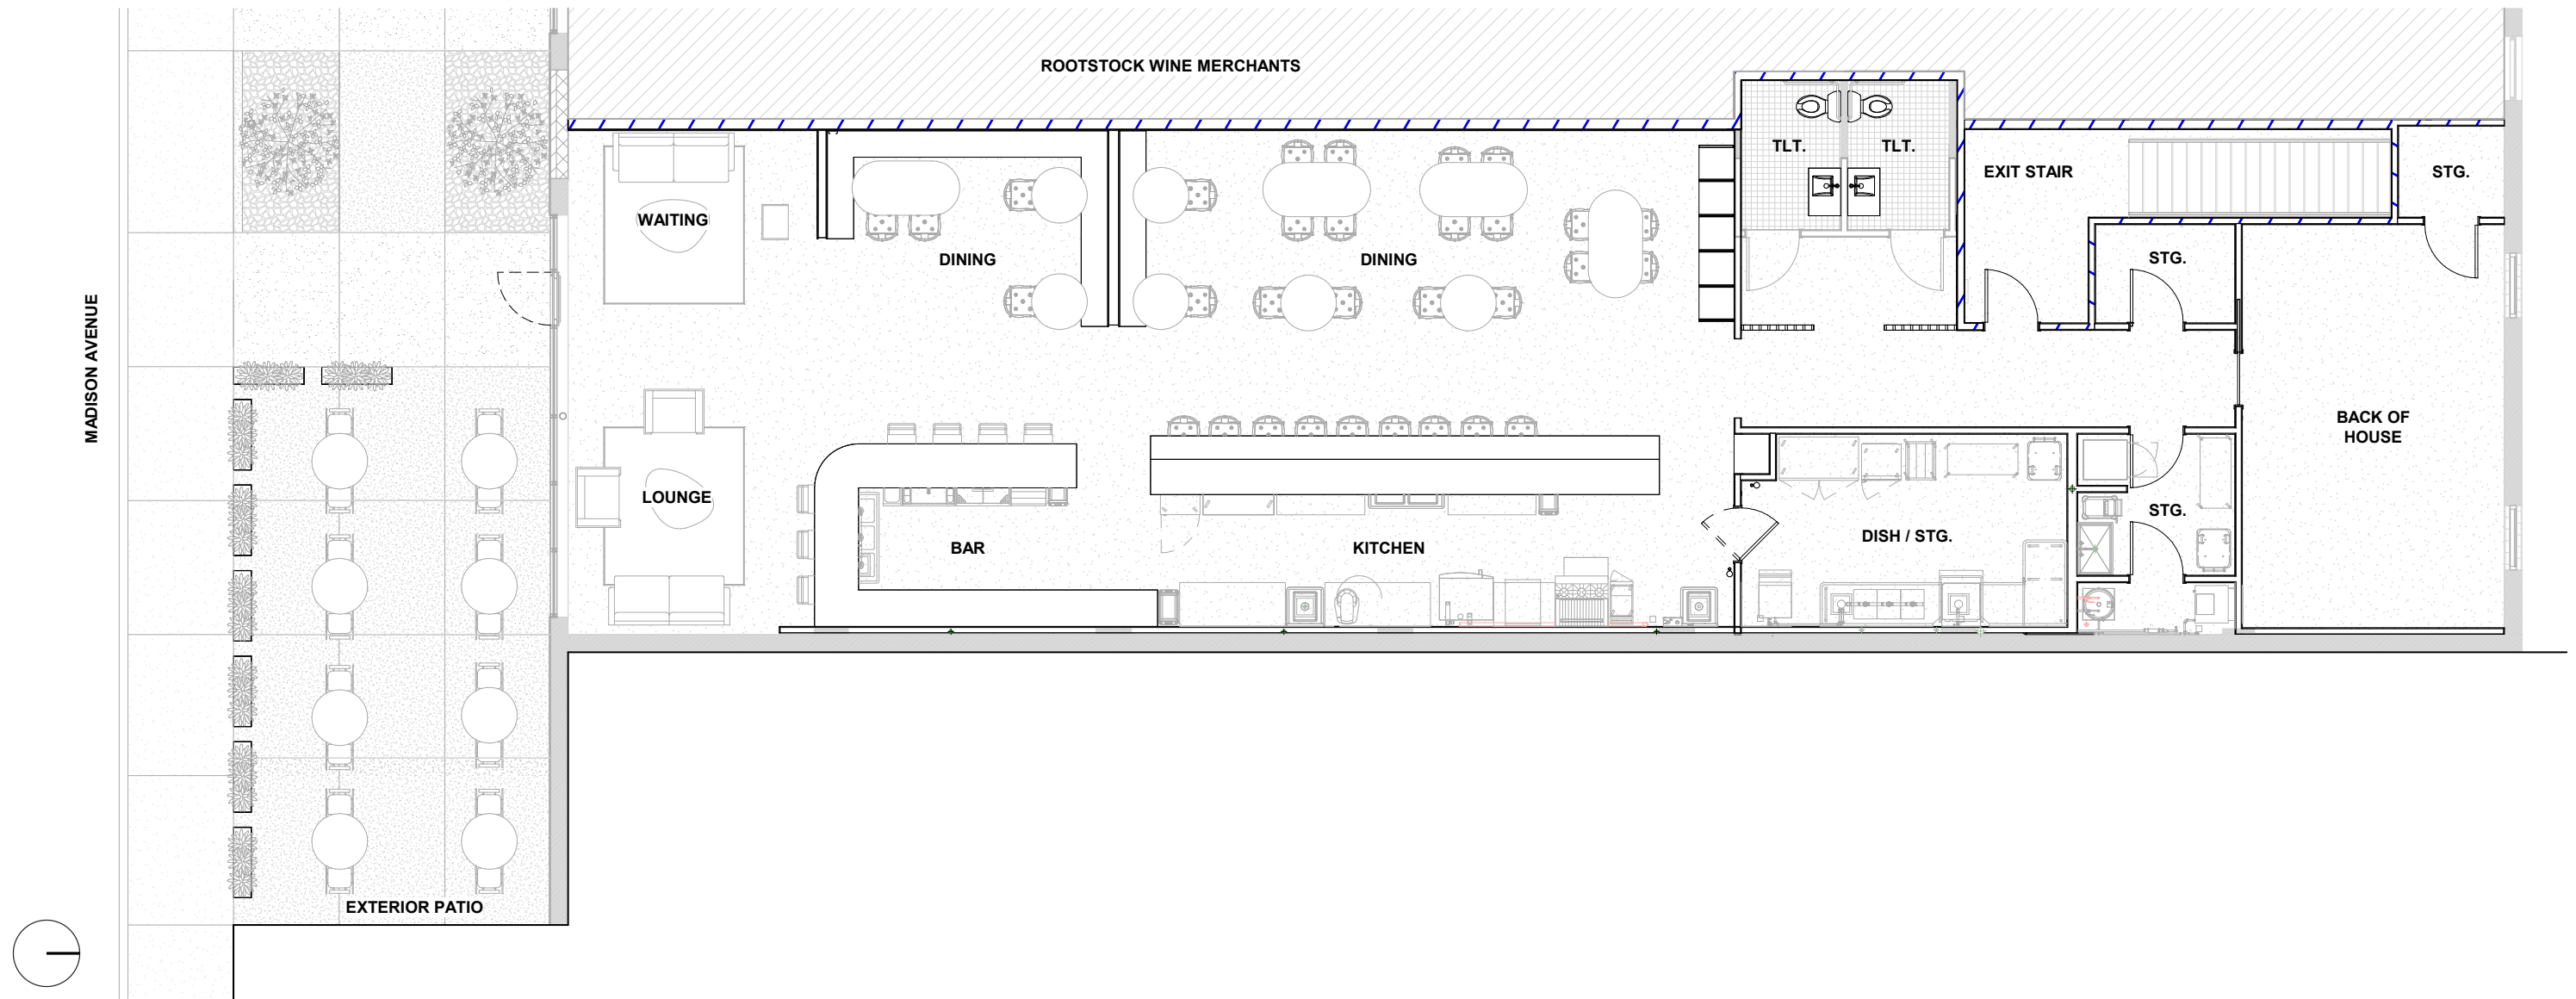 ROOTSTOCK WINE MERCHANTS
TLT.
TLT.
EXIT STAIR
STG.
WAITING
DINING
DINING
STG.
MADISON AVENUE
BACK OF
HOUSE
LOUNGE
BAR
KITCHEN
DISH / STG.
STG.
EXTERIOR PATIO